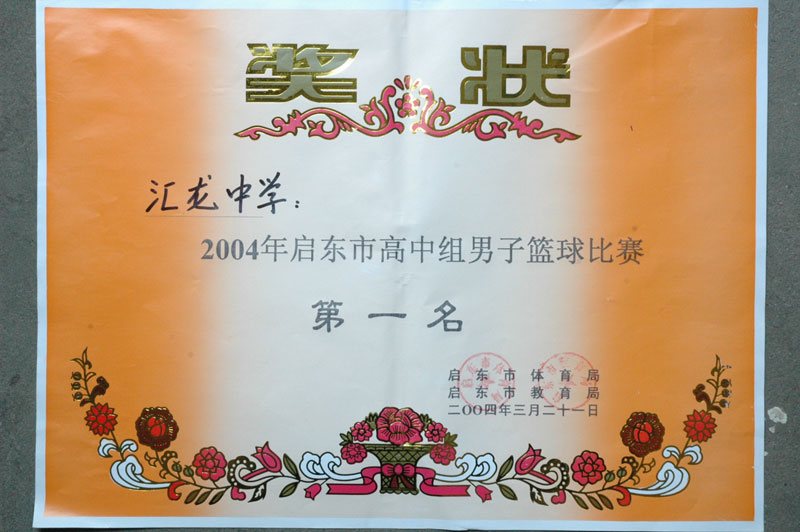 奖状
汇龙中学：
2004年启东市高中组男子篮球比赛
第一名
启东市体育局
启东市教育局
二〇〇四年三月二十一日